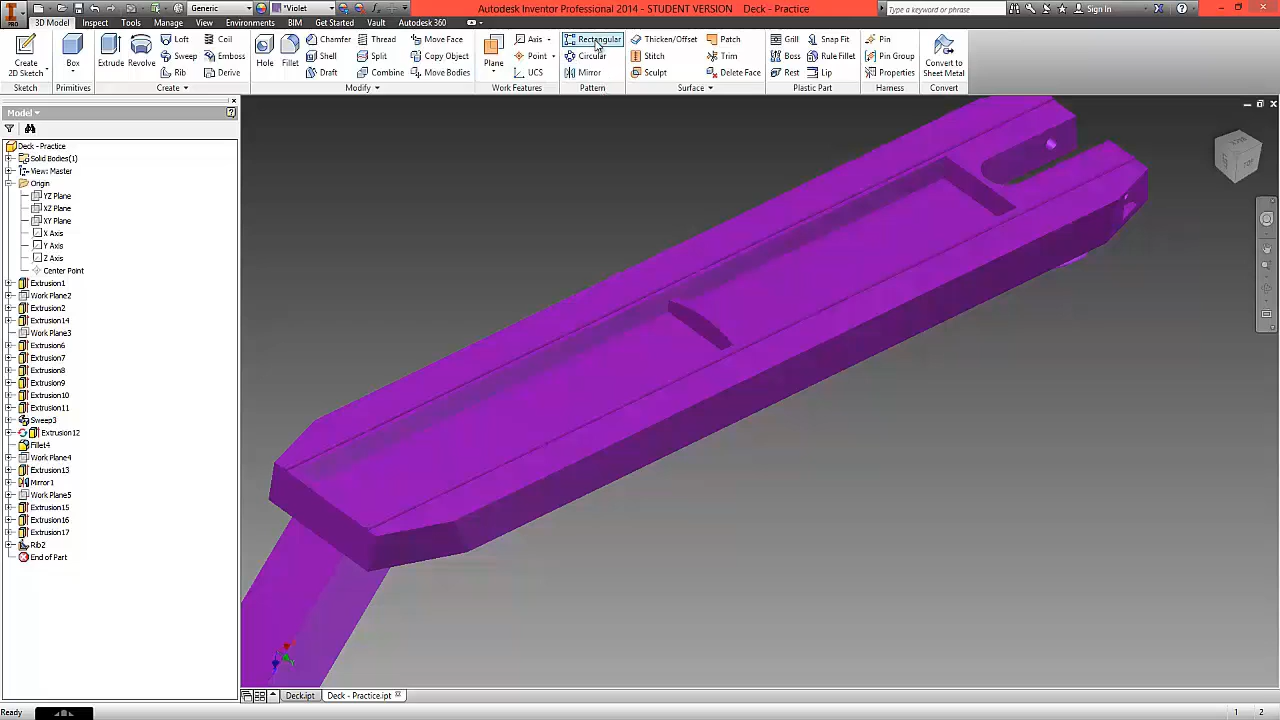 Generic
*Violet
Autodesk Inventor Professional 2014 - STUDENT VERSION Deck - Practice
Type a keyword or phrase
Sign In
PRO
3D Model
Inspect
Tools
Manage
View
Environments
BIM
Get Started
Vault
Autodesk 360
Create
2D Sketch
Box
Extrude
Revolve
Loft
Sweep
Rib
Coil
Emboss
Derive
Hole
Fillet
Chamfer
Shell
Draft
Thread
Split
Combine
Move Face
Copy Object
Move Bodies
Plane
Axis
Point
UCS
Rectangular
Circular
Mirror
Thicken/Offset
Stitch
Sculpt
Patch
Trim
Delete Face
Grill
Boss
Rest
Snap Fit
Rule Fillet
Lip
Pin
Pin Group
Properties
Convert to
Sheet Metal
Sketch
Primitives
Create
Modify
Work Features
Pattern
Surface
Plastic Part
Harness
Convert
Model
Deck - Practice
Solid Bodies(1)
View: Master
Origin
YZ Plane
XZ Plane
XY Plane
X Axis
Y Axis
Z Axis
Center Point
Extrusion1
Work Plane2
Extrusion2
Extrusion14
Work Plane3
Extrusion6
Extrusion7
Extrusion8
Extrusion9
Extrusion10
Extrusion11
Sweep3
Extrusion12
Fillet4
Work Plane4
Extrusion13
Mirror1
Work Plane5
Extrusion15
Extrusion16
Extrusion17
Rib2
End of Part
Deck.ipt
Deck - Practice.ipt
Ready
1
2